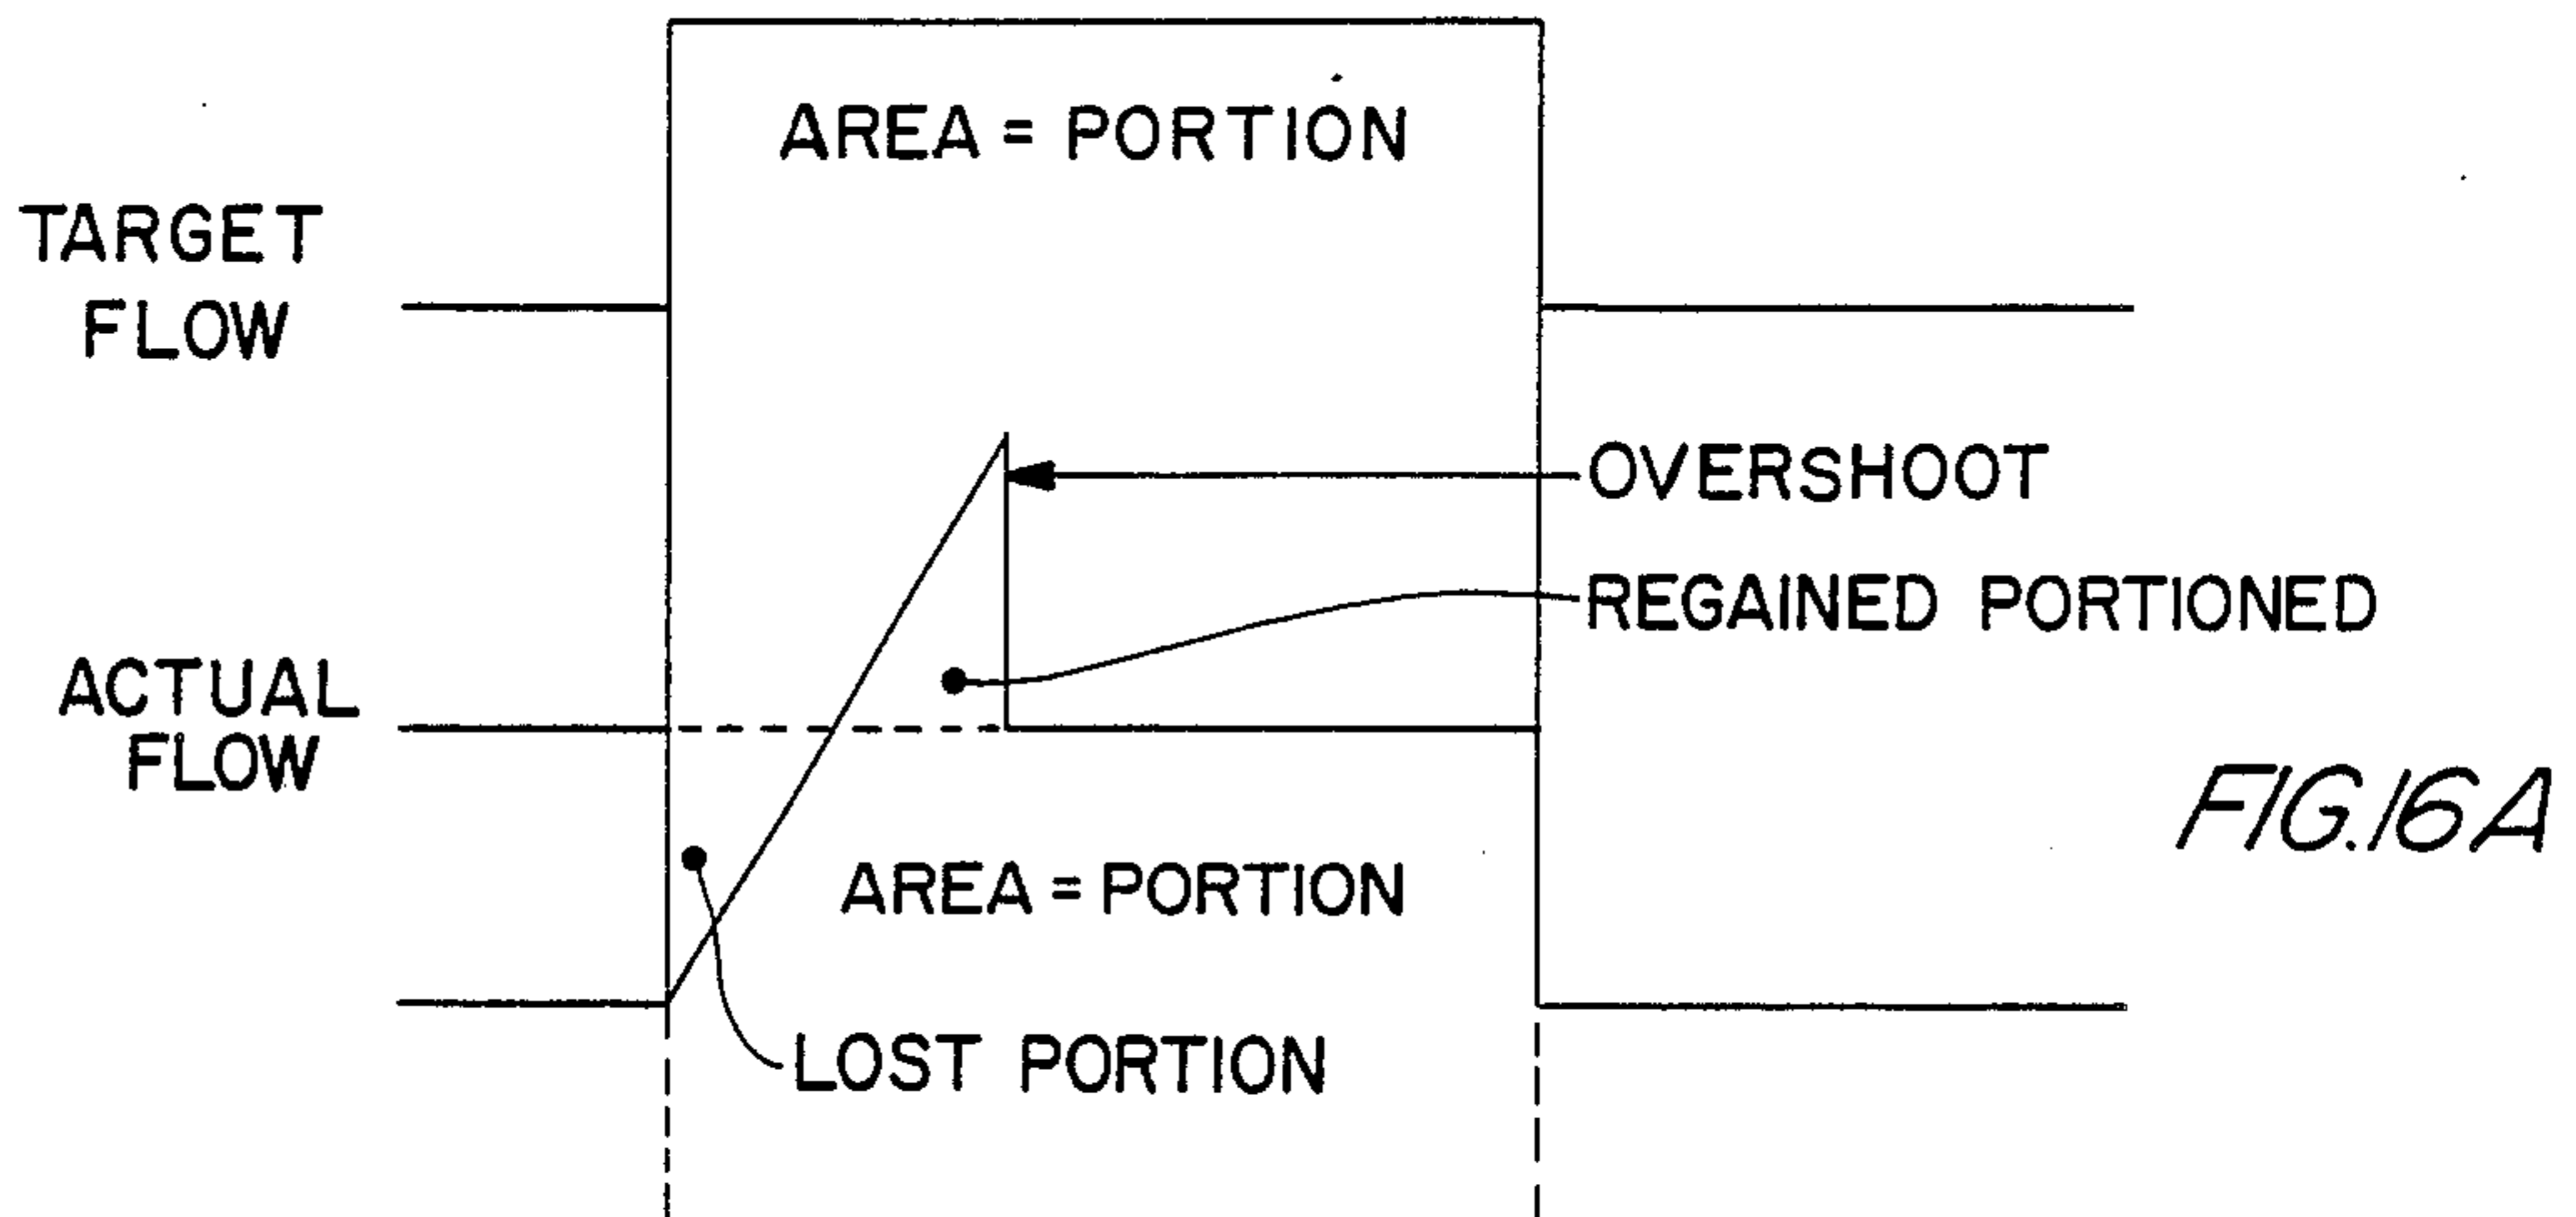 AREA = PORTION
TARGET
FLOW
OVERSHOOT
REGAINED PORTIONED
ACTUAL
FLOW
FIG.16A
AREA = PORTION
LOST PORTION